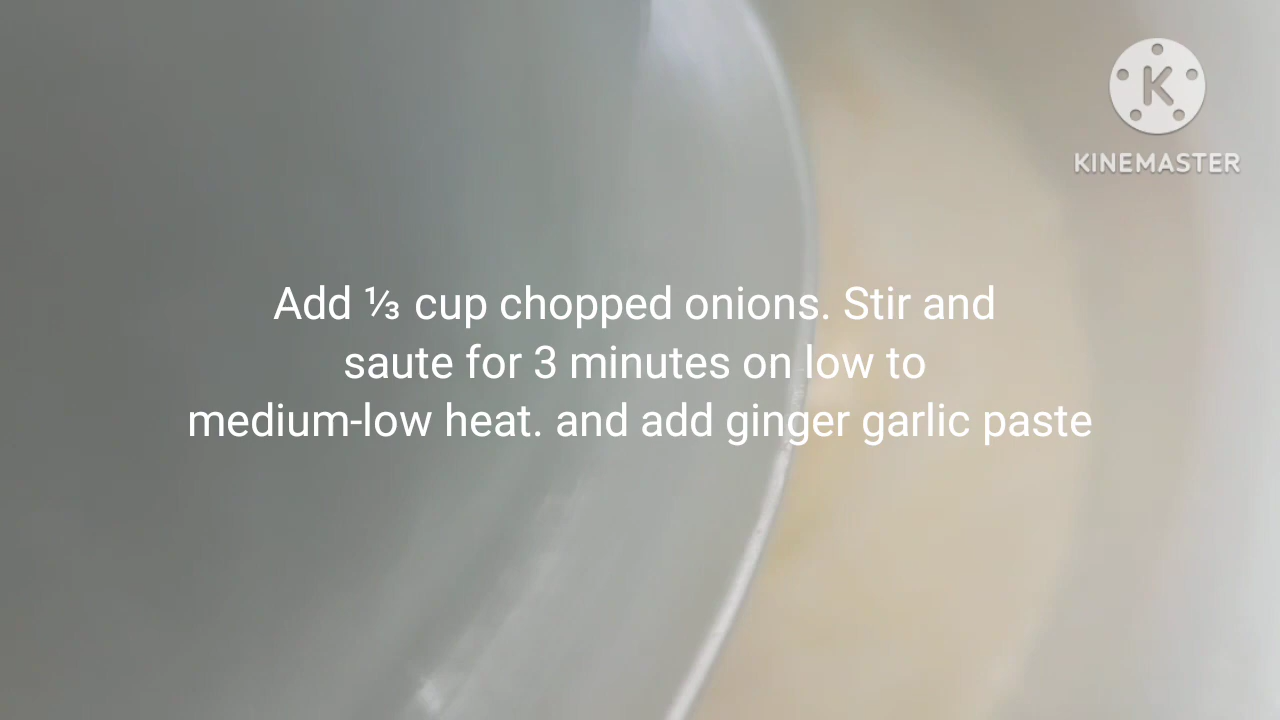 K
KINEMASTER
Add ⅓ cup chopped onions. Stir and
saute for 3 minutes on low to
medium-low heat. and add ginger garlic paste